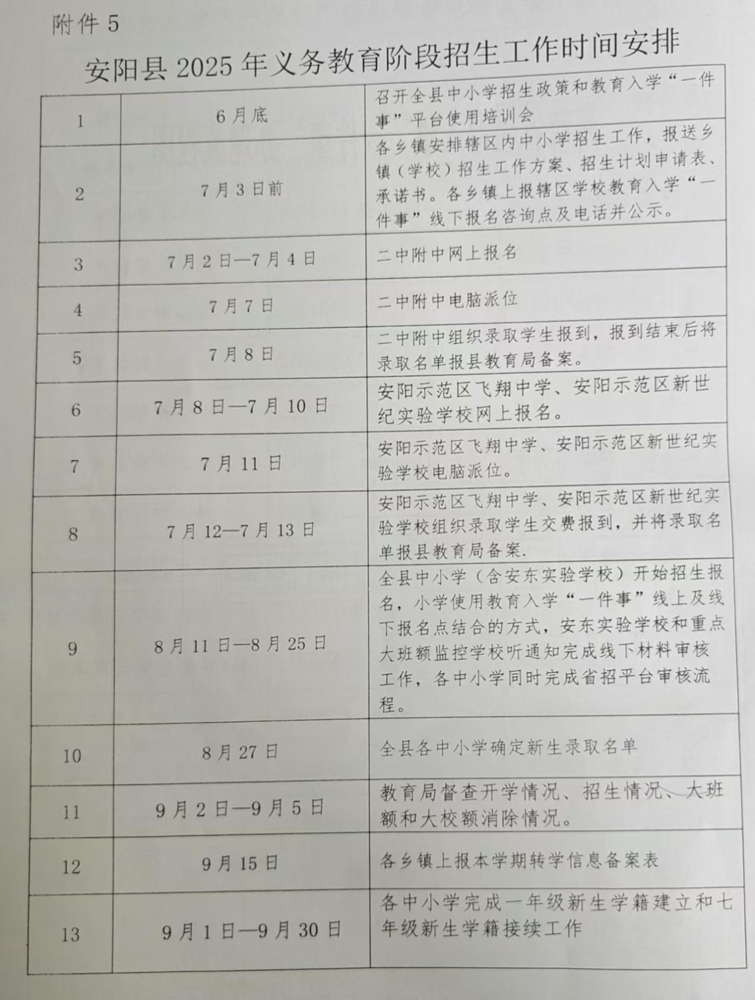 附件 5
安阳县 2025 年义务教育阶段招生工作时间安排
1
6 月底
召开全县中小学招生政策和教育入学“一件
事”平台使用培训会
2
7 月 3 日前
各乡镇安排辖区内中小学招生工作，报送乡
镇（学校）招生工作方案、招生计划申请表、
承诺书。各乡镇上报辖区学校教育入学“一
件事”线下报名咨询点及电话并公示。
3
7 月 2 日—7 月 4 日
二中附中网上报名
4
7 月 7 日
二中附中电脑派位
5
7 月 8 日
二中附中组织录取学生报到，报到结束后将
录取名单报县教育局备案。
6
7 月 8 日—7 月 10 日
安阳示范区飞翔中学、安阳示范区新世
纪实验学校网上报名。
7
7 月 11 日
安阳示范区飞翔中学、安阳示范区新世纪实
验学校电脑派位。
8
7 月 12—7 月 13 日
安阳示范区飞翔中学、安阳示范区新世纪实
验学校组织录取学生交费报到，并将录取名
单报县教育局备案.
9
8 月 11 日—8 月 25 日
全县中小学（含安东实验学校）开始招生报
名，小学使用教育入学“一件事”线上及线
下报名点结合的方式，安东实验学校和重点
大班额监控学校听通知完成线下材料审核
工作，各中小学同时完成省招平台审核流
程。
10
8 月 27 日
全县各中小学确定新生录取名单
11
9 月 2 日—9 月 5 日
教育局督查开学情况、招生情况、大班
额和大校额消除情况。
12
9 月 15 日
各乡镇上报本学期转学信息备案表
13
9 月 1 日—9 月 30 日
各中小学完成一年级新生学籍建立和七
年级新生学籍接续工作